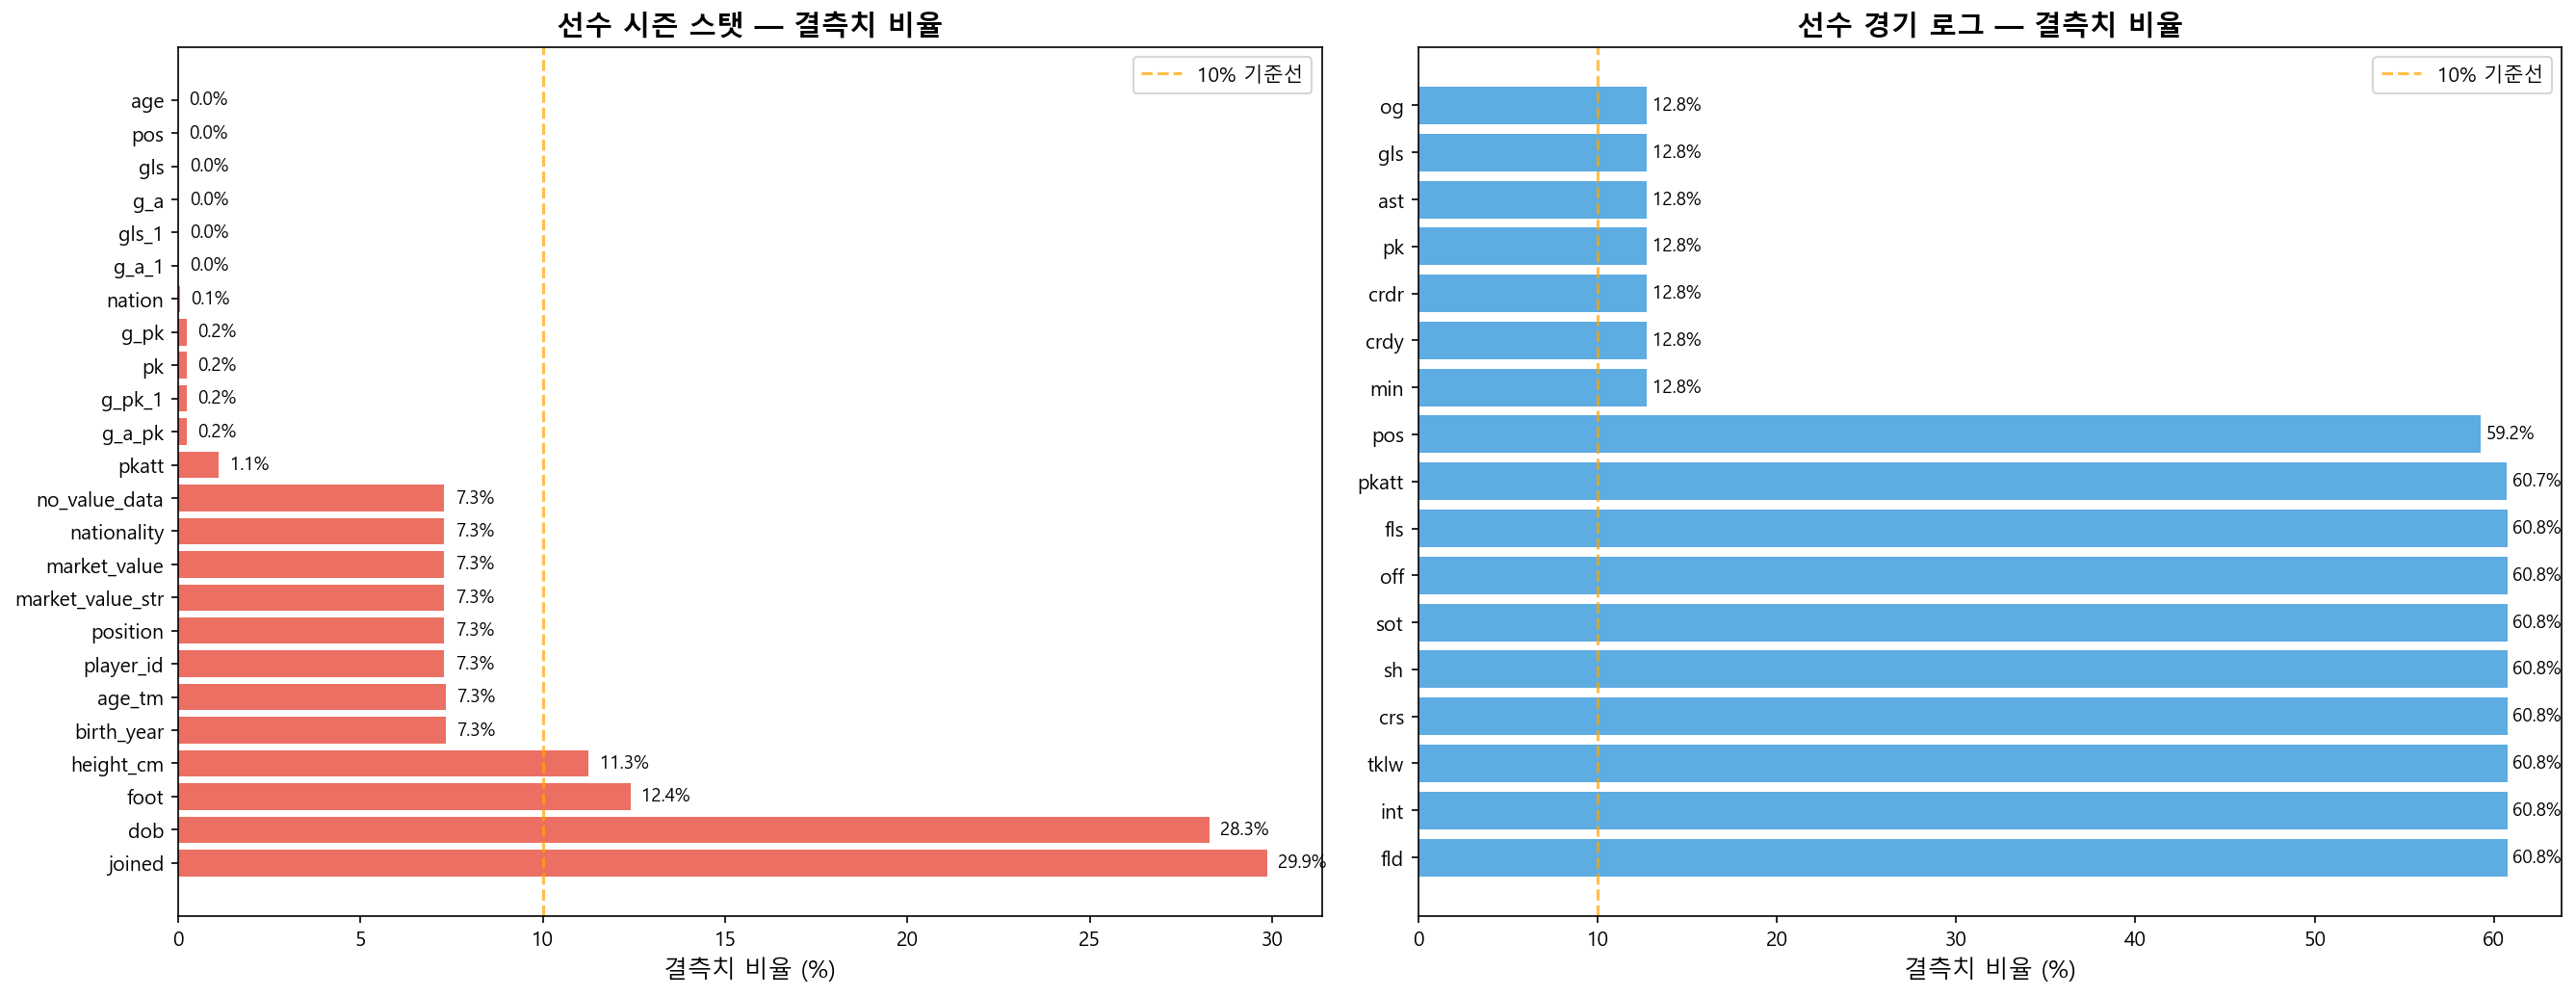 선수 시즌 스탯 — 결측치 비율
10% 기준선
age 0.0%
pos 0.0%
gls 0.0%
g_a 0.0%
gls_1 0.0%
g_a_1 0.0%
nation 0.1%
g_pk 0.2%
pk 0.2%
g_pk_1 0.2%
g_a_pk 0.2%
pkatt 1.1%
no_value_data 7.3%
nationality 7.3%
market_value 7.3%
market_value_str 7.3%
position 7.3%
player_id 7.3%
age_tm 7.3%
birth_year 7.3%
height_cm 11.3%
foot 12.4%
dob 28.3%
joined 29.9%
0 5 10 15 20 25 30
결측치 비율 (%)
선수 경기 로그 — 결측치 비율
10% 기준선
og 12.8%
gls 12.8%
ast 12.8%
pk 12.8%
crdr 12.8%
crdy 12.8%
min 12.8%
pos 59.2%
pkatt 60.7%
fls 60.8%
off 60.8%
sot 60.8%
sh 60.8%
crs 60.8%
tklw 60.8%
int 60.8%
fld 60.8%
0 10 20 30 40 50 60
결측치 비율 (%)